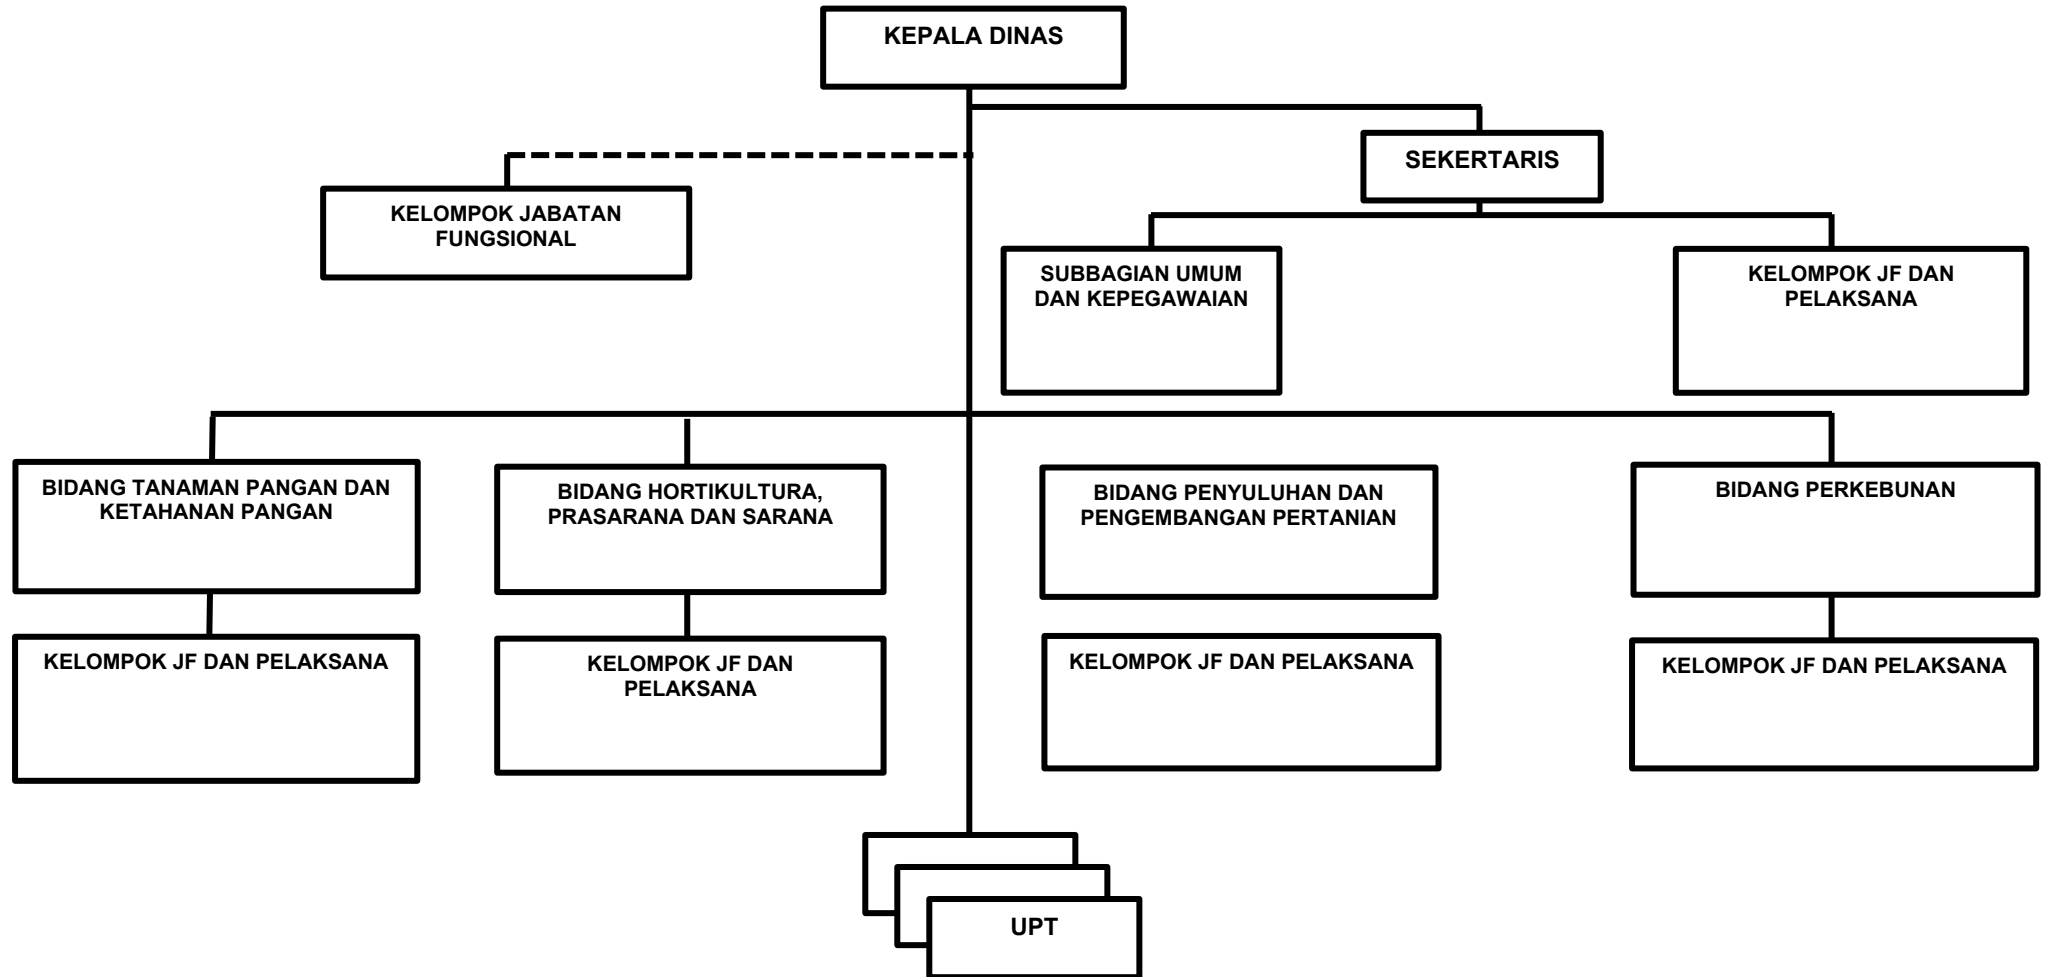 KEPALA DINAS
SEKERTARIS
KELOMPOK JABATAN
FUNGSIONAL
SUBBAGIAN UMUM
DAN KEPEGAWAIAN
KELOMPOK JF DAN
PELAKSANA
BIDANG TANAMAN PANGAN DAN
KETAHANAN PANGAN
BIDANG HORTIKULTURA,
PRASARANA DAN SARANA
BIDANG PENYULUHAN DAN
PENGEMBANGAN PERTANIAN
BIDANG PERKEBUNAN
KELOMPOK JF DAN PELAKSANA
KELOMPOK JF DAN
PELAKSANA
KELOMPOK JF DAN PELAKSANA
KELOMPOK JF DAN PELAKSANA
UPT